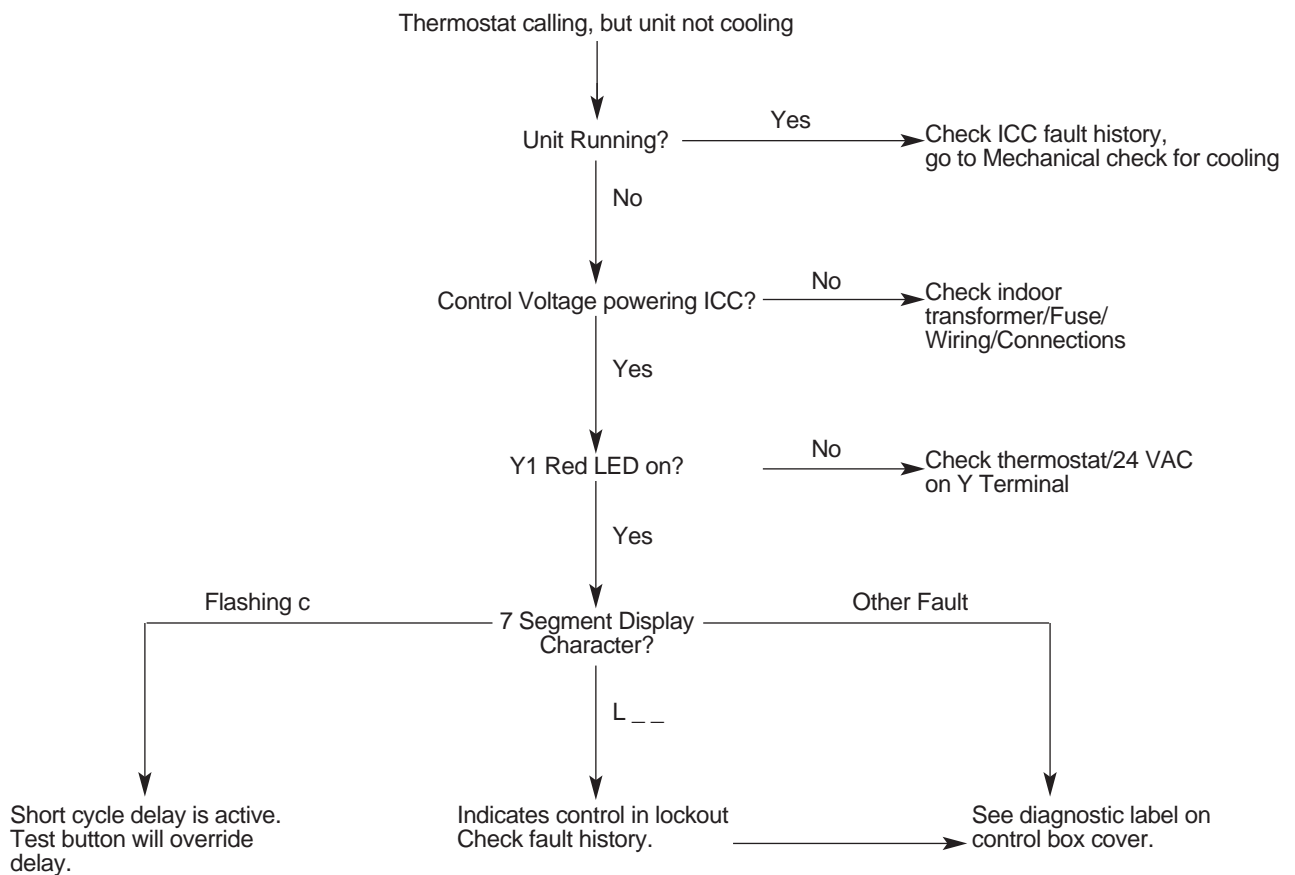 Thermostat calling, but unit not cooling
Unit Running?
Yes
Check ICC fault history,
go to Mechanical check for cooling
No
Control Voltage powering ICC?
No
Check indoor
transformer/Fuse/
Wiring/Connections
Yes
Y1 Red LED on?
No
Check thermostat/24 VAC
on Y Terminal
Yes
Flashing c
7 Segment Display
Character?
Other Fault
L _ _
Short cycle delay is active.
Test button will override
delay.
Indicates control in lockout
Check fault history.
See diagnostic label on
control box cover.